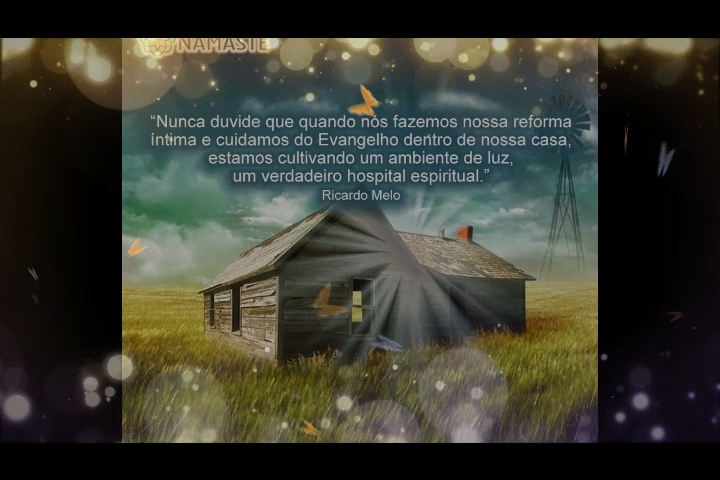 NAMASTÊ
“Nunca duvide que quando nós fazemos nossa reforma
íntima e cuidamos do Evangelho dentro de nossa casa,
estamos cultivando um ambiente de luz,
um verdadeiro hospital espiritual.”
Ricardo Melo